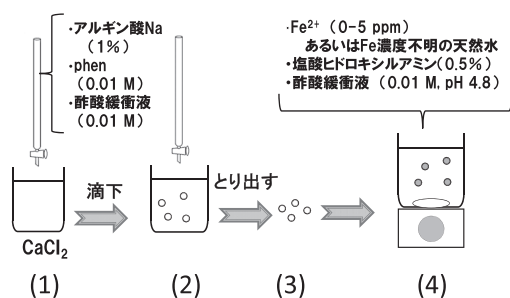 ・アルギン酸Na
（1％）
・phen
（0.01 M）
・酢酸緩衝液
（0.01 M）
・Fe²⁺ （0-5 ppm）
あるいはFe濃度不明の天然水
・塩酸ヒドロキシルアミン（0.5％）
・酢酸緩衝液 （0.01 M, pH 4.8）
滴下
とり出す
CaCl₂
(1)
(2)
(3)
(4)